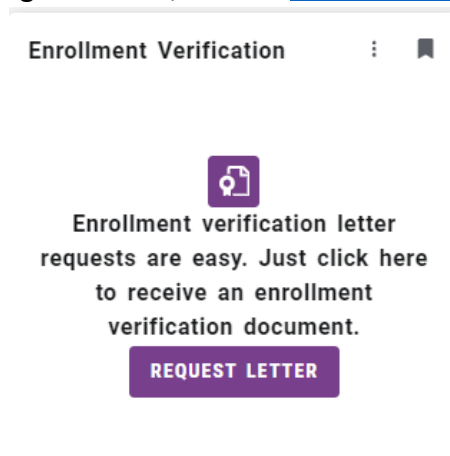 Enrollment Verification
Enrollment verification letter
requests are easy. Just click here
to receive an enrollment
verification document.
REQUEST LETTER